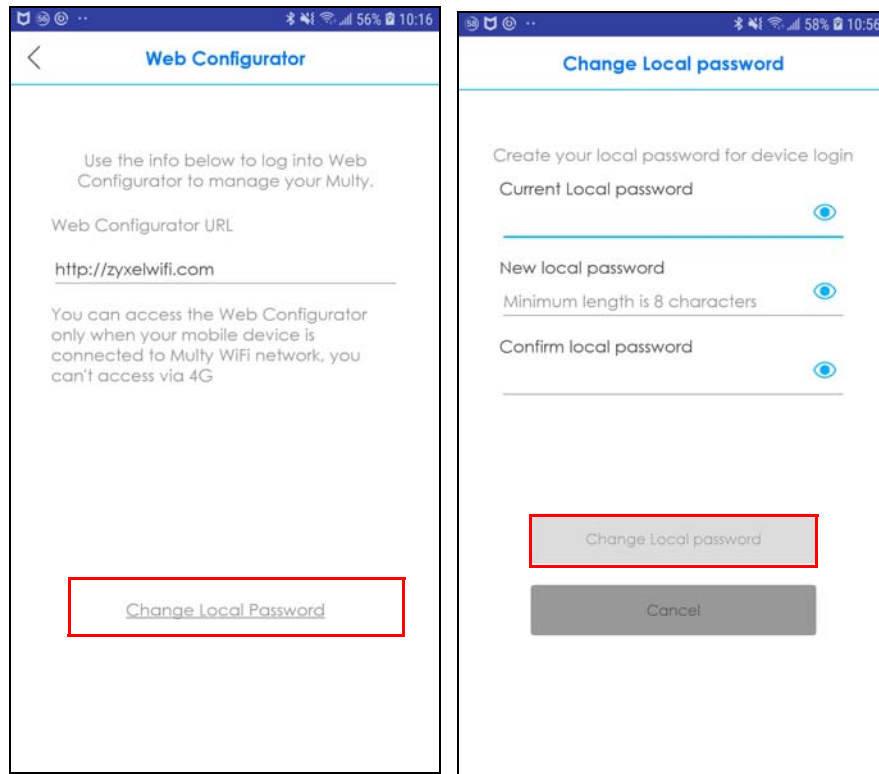 56% 10:16
Web Configurator
Use the info below to log into Web
Configurator to manage your Multy.
Web Configurator URL
http://zyxelwifi.com
You can access the Web Configurator
only when your mobile device is
connected to Multy WiFi network, you
can't access via 4G
Change Local Password
58% 10:56
Change Local password
Create your local password for device login
Current Local password
New local password
Minimum length is 8 characters
Confirm local password
Change Local password
Cancel